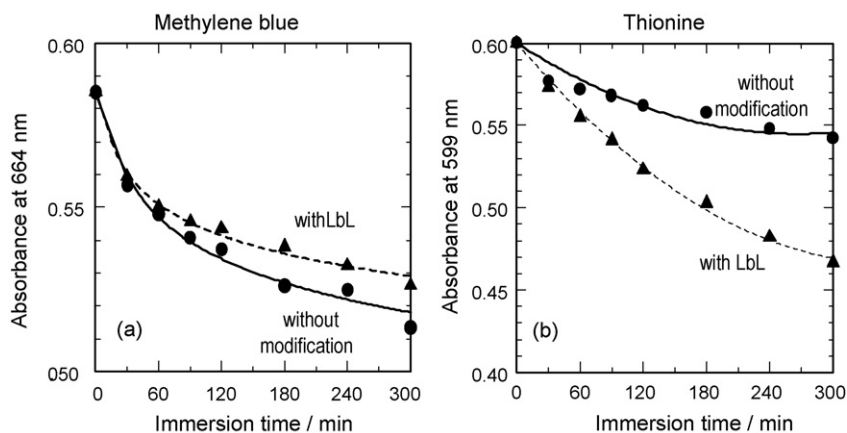 Methylene blue
Absorbance at 664 nm
0.60
0.55
050
0
60
120
180
240
300
Immersion time / min
withLbL
without
modification
(a)
Thionine
Absorbance at 599 nm
0.60
0.55
0.50
0.45
0.40
0
60
120
180
240
300
Immersion time / min
without
modification
with LbL
(b)